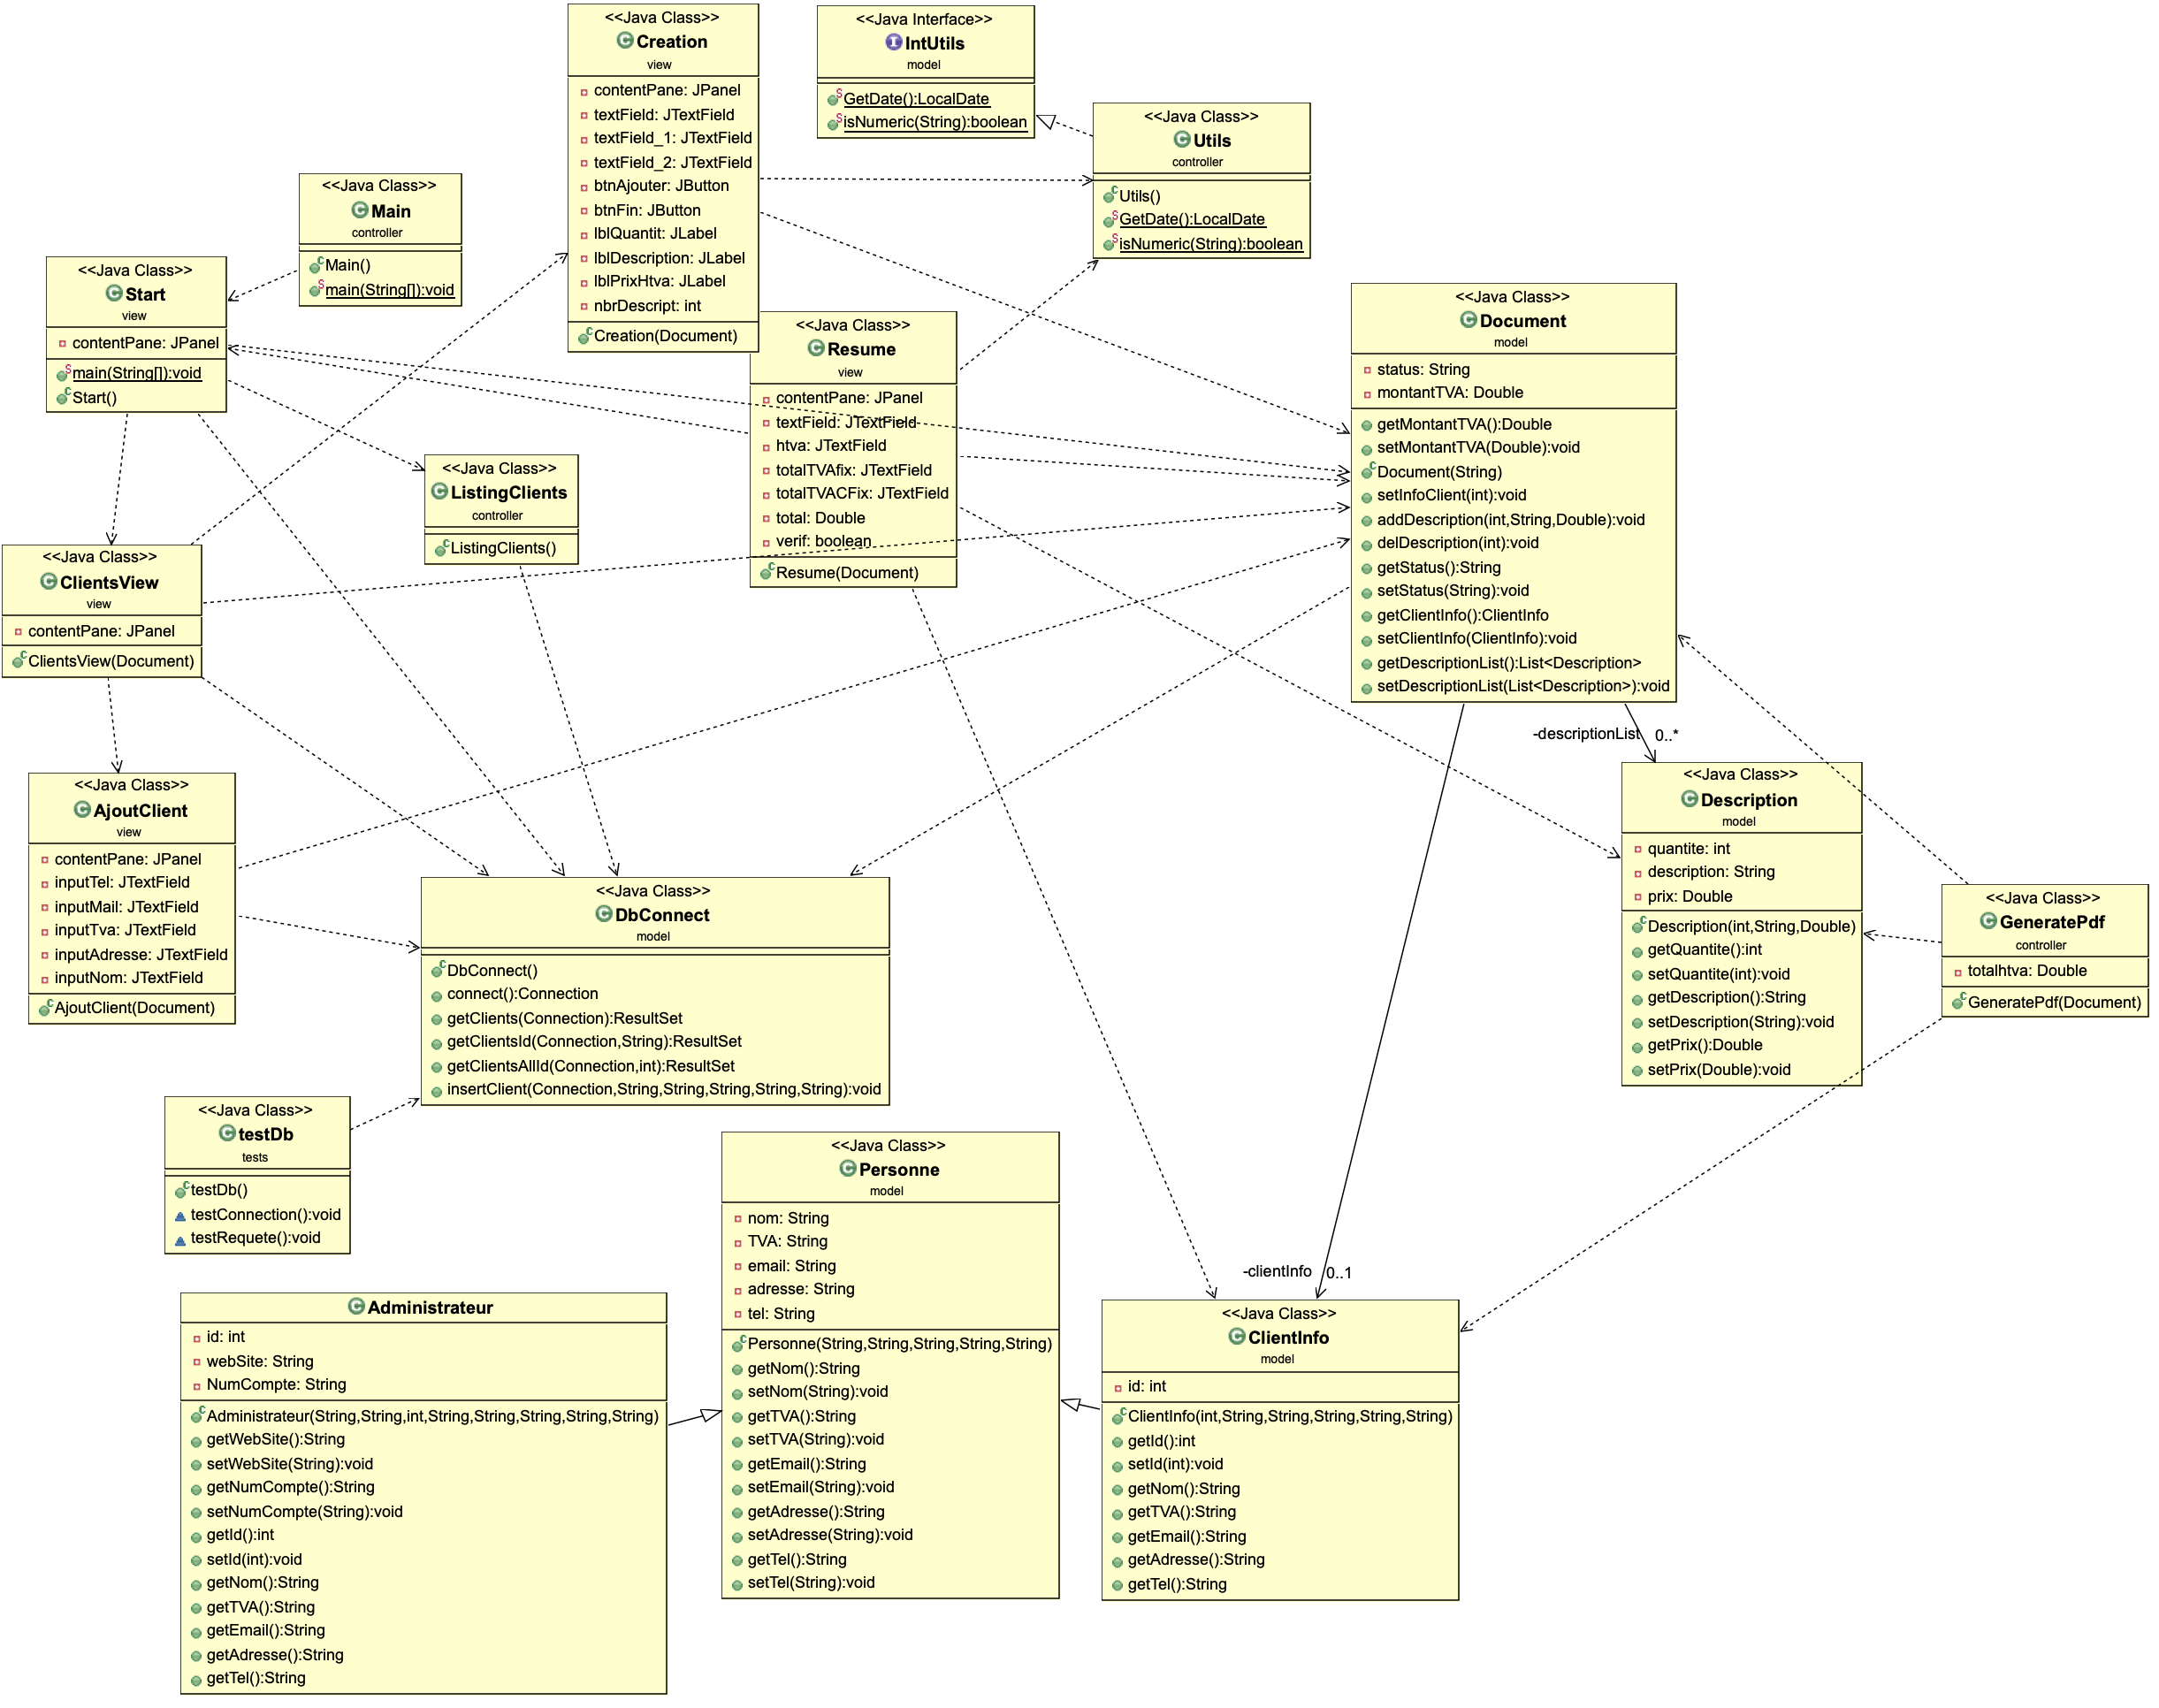 <<Java Class>>
Creation
view
contentPane: JPanel
textField: JTextField
textField_1: JTextField
textField_2: JTextField
btnAjouter: JButton
btnFin: JButton
lblQuantit: JLabel
lblDescription: JLabel
lblPrixHtva: JLabel
nbrDescript: int
Creation(Document)
<<Java Interface>>
IntUtils
model
GetDate():LocalDate
isNumeric(String):boolean
<<Java Class>>
Utils
controller
Utils()
GetDate():LocalDate
isNumeric(String):boolean
<<Java Class>>
Main
controller
Main()
main(String[]):void
<<Java Class>>
Start
view
contentPane: JPanel
main(String[]):void
Start()
<<Java Class>>
Resume
view
contentPane: JPanel
textField: JTextField
htva: JTextField
totalTVAfix: JTextField
totalTVACFix: JTextField
total: Double
verif: boolean
Resume(Document)
<<Java Class>>
Document
model
status: String
montantTVA: Double
getMontantTVA():Double
setMontantTVA(Double):void
Document(String)
setInfoClient(int):void
addDescription(int,String,Double):void
delDescription(int):void
getStatus():String
setStatus(String):void
getClientInfo():ClientInfo
setClientInfo(ClientInfo):void
getDescriptionList():List<Description>
setDescriptionList(List<Description>):void
<<Java Class>>
ListingClients
controller
ListingClients()
<<Java Class>>
ClientsView
view
contentPane: JPanel
ClientsView(Document)
-descriptionList
0..*
<<Java Class>>
Description
model
quantite: int
description: String
prix: Double
Description(int,String,Double)
getQuantite():int
setQuantite(int):void
getDescription():String
setDescription(String):void
getPrix():Double
setPrix(Double):void
<<Java Class>>
AjoutClient
view
contentPane: JPanel
inputTel: JTextField
inputMail: JTextField
inputTva: JTextField
inputAdresse: JTextField
inputNom: JTextField
AjoutClient(Document)
<<Java Class>>
DbConnect
model
DbConnect()
connect():Connection
getClients(Connection):ResultSet
getClientsId(Connection,String):ResultSet
getClientsAllId(Connection,int):ResultSet
insertClient(Connection,String,String,String,String,String):void
<<Java Class>>
GeneratePdf
controller
totalhtva: Double
GeneratePdf(Document)
<<Java Class>>
testDb
tests
testDb()
testConnection():void
testRequete():void
<<Java Class>>
Personne
model
nom: String
TVA: String
email: String
adresse: String
tel: String
Personne(String,String,String,String,String)
getNom():String
setNom(String):void
getTVA():String
setTVA(String):void
getEmail():String
setEmail(String):void
getAdresse():String
setAdresse(String):void
getTel():String
setTel(String):void
-clientInfo
0..1
<<Java Class>>
ClientInfo
model
id: int
ClientInfo(int,String,String,String,String,String)
getId():int
setId(int):void
getNom():String
getTVA():String
getEmail():String
getAdresse():String
getTel():String
Administrateur
id: int
webSite: String
NumCompte: String
Administrateur(String,String,int,String,String,String,String,String)
getWebSite():String
setWebSite(String):void
getNumCompte():String
setNumCompte(String):void
getId():int
setId(int):void
getNom():String
getTVA():String
getEmail():String
getAdresse():String
getTel():String